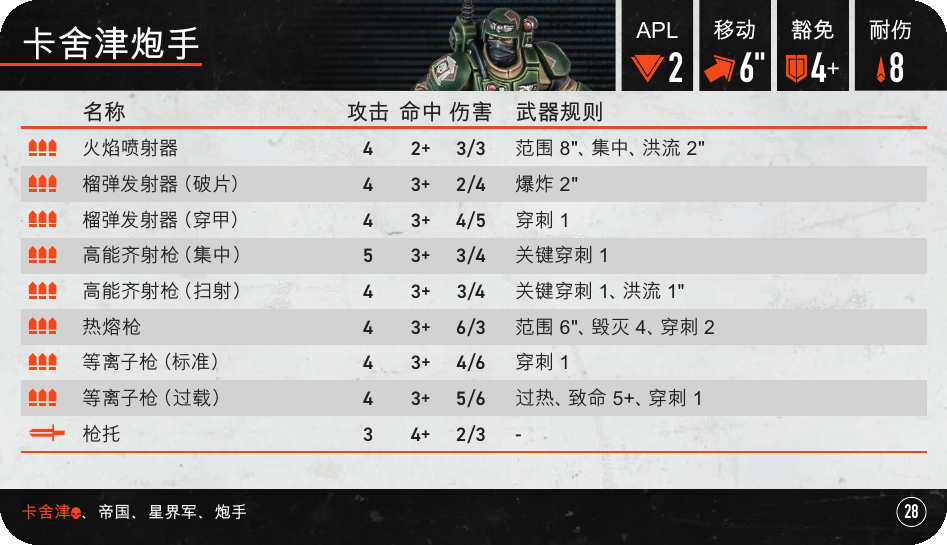 卡舍津炮手
APL 移动 豁免 耐伤
2 6" 4+ 8
名称 攻击 命中 伤害 武器规则
火焰喷射器 4 2+ 3/3 范围 8"、集中、洪流 2"
榴弹发射器（破片） 4 3+ 2/4 爆炸 2"
榴弹发射器（穿甲） 4 3+ 4/5 穿刺 1
高能齐射枪（集中） 5 3+ 3/4 关键穿刺 1
高能齐射枪（扫射） 4 3+ 3/4 关键穿刺 1、洪流 1"
热熔枪 4 3+ 6/3 范围 6"、毁灭 4、穿刺 2
等离子枪（标准） 4 3+ 4/6 穿刺 1
等离子枪（过载） 4 3+ 5/6 过热、致命 5+、穿刺 1
枪托 3 4+ 2/3 -
卡舍津、帝国、星界军、炮手
28